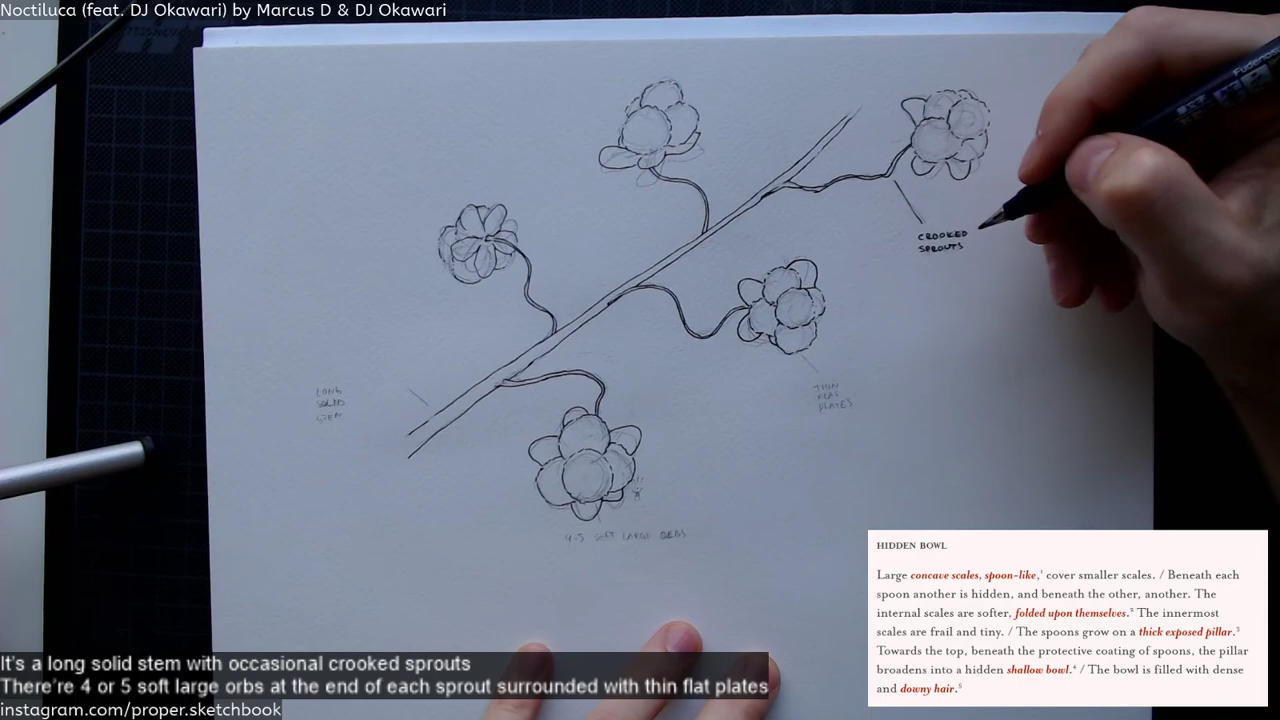 Noctiluca (feat. DJ Okawari) by Marcus D & DJ Okawari
CROOKED
SPROUTS
LONG
SOLID
STEM
THIN
FLAT
PLATES
4-5 SOFT LARGE ORBS
HIDDEN BOWL
Large concave scales, spoon-like,¹ cover smaller scales. / Beneath each
spoon another is hidden, and beneath the other, another. The
internal scales are softer, folded upon themselves.² The innermost
scales are frail and tiny. / The spoons grow on a thick exposed pillar.³
Towards the top, beneath the protective coating of spoons, the pillar
broadens into a hidden shallow bowl.⁴ / The bowl is filled with dense
and downy hair.⁵
It's a long solid stem with occasional crooked sprouts
There're 4 or 5 soft large orbs at the end of each sprout surrounded with thin flat plates
instagram.com/proper.sketchbook